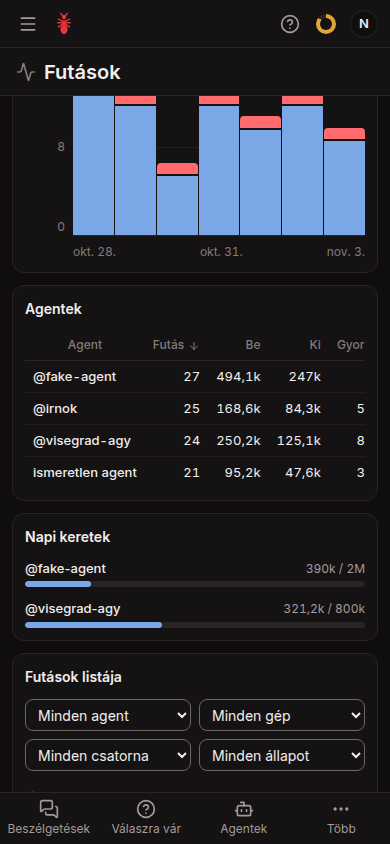 N
Futások
8
0
okt. 28. okt. 31. nov. 3.
Agentek
Agent Futás ↓ Be Ki Gyor
@fake-agent 27 494,1k 247k
@irnok 25 168,6k 84,3k 5
@visegrad-agy 24 250,2k 125,1k 8
ismeretlen agent 21 95,2k 47,6k 3
Napi keretek
@fake-agent 390k / 2M
@visegrad-agy 321,2k / 800k
Futások listája
Minden agent Minden gép
Minden csatorna Minden állapot
Beszélgetések Válaszra vár Agentek Több